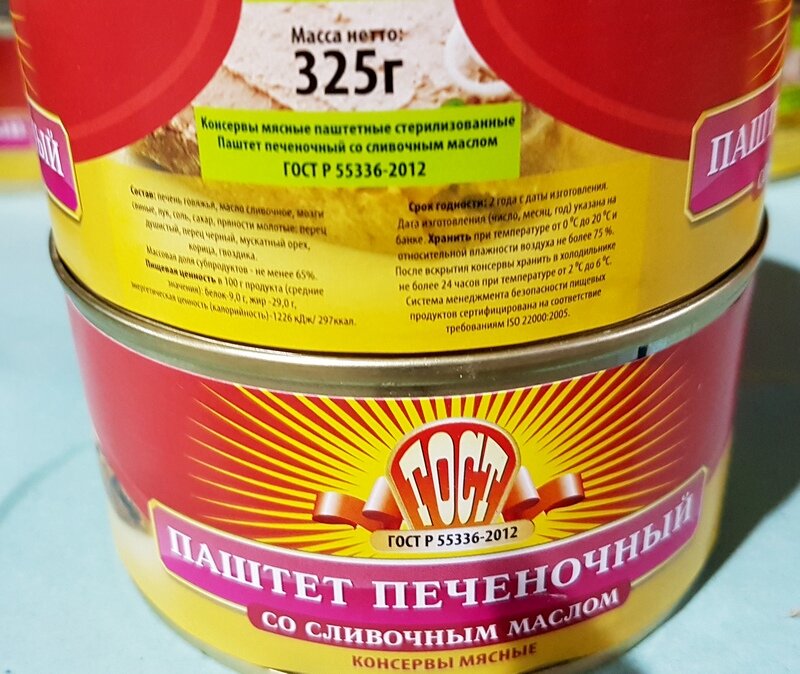 Масса нетто:
325г
Консервы мясные паштетные стерилизованные
Паштет печеночный со сливочным маслом
ГОСТ Р 55336-2012
ЫЙ
ПАШТ
Состав: печень говяжья, масло сливочное, мозги
свиные, лук, соль, сахар, пряности молотые: перец
душистый, перец черный, мускатный орех,
корица, гвоздика.
Массовая доля субпродуктов - не менее 65%.
Пищевая ценность в 100 г продукта (средние
значения): белок-9,0 г, жир -29,0 г,
энергетическая ценность (калорийность)-1226 кДж/ 297ккал.
Срок годности: 2 года с даты изготовления.
Дата изготовления (число, месяц, год) указана на
банке. Хранить при температуре от 0 °С до 20 °С и
относительной влажности воздуха не более 75 %.
После вскрытия консервы хранить в холодильнике
не более 24 часов при температуре от 2 °С до 6 °С.
Система менеджмента безопасности пищевых
продуктов сертифицирована на соответствие
требованиям ISO 22000:2005.
ГОСТ
ГОСТ Р 55336-2012
ПАШТЕТ ПЕЧЕНОЧНЫЙ
СО СЛИВОЧНЫМ МАСЛОМ
КОНСЕРВЫ МЯСНЫЕ